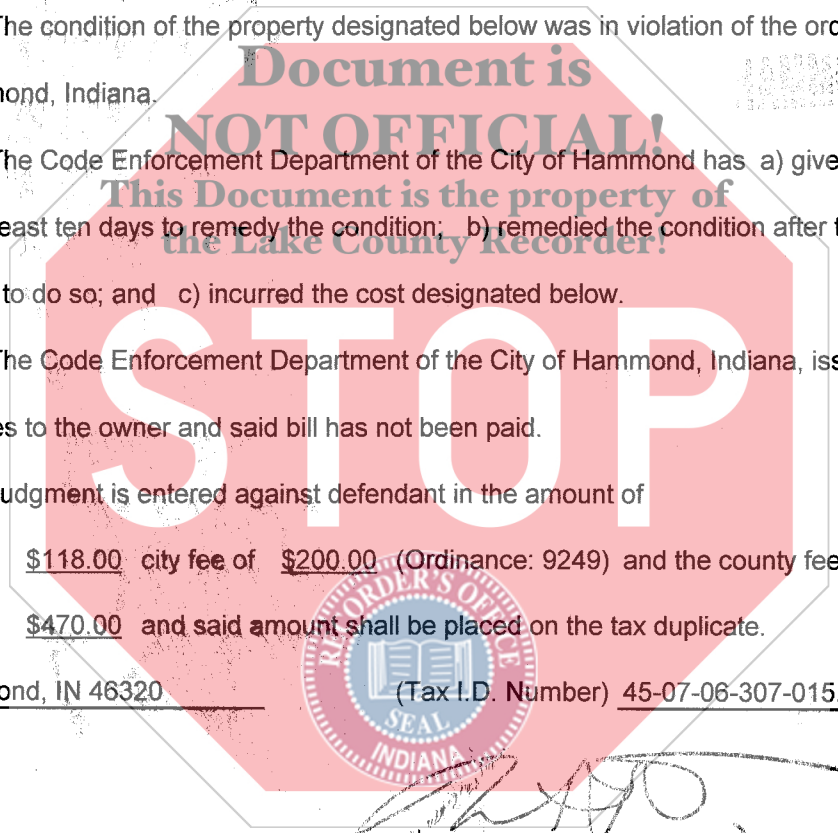 The condition of the property designated below was in violation of the ord
Document is
mond, Indiana.
NOT OFFICIAL!
The Code Enforcement Department of the City of Hammond has a) give
This Document is the property of
east ten days to remedy the condition; b) remedied the condition after
the Lake County Recorder!
to do so; and c) incurred the cost designated below.
STOP
The Code Enforcement Department of the City of Hammond, Indiana, iss
es to the owner and said bill has not been paid.
udgment is entered against defendant in the amount of
$118.00 city fee of $200.00 (Ordinance: 9249) and the county fee
$470.00 and said amount shall be placed on the tax duplicate.
RECORDER'S OFFICE
ond, IN 46320 (Tax I.D. Number) 45-07-06-307-015.
SEAL
INDIANA